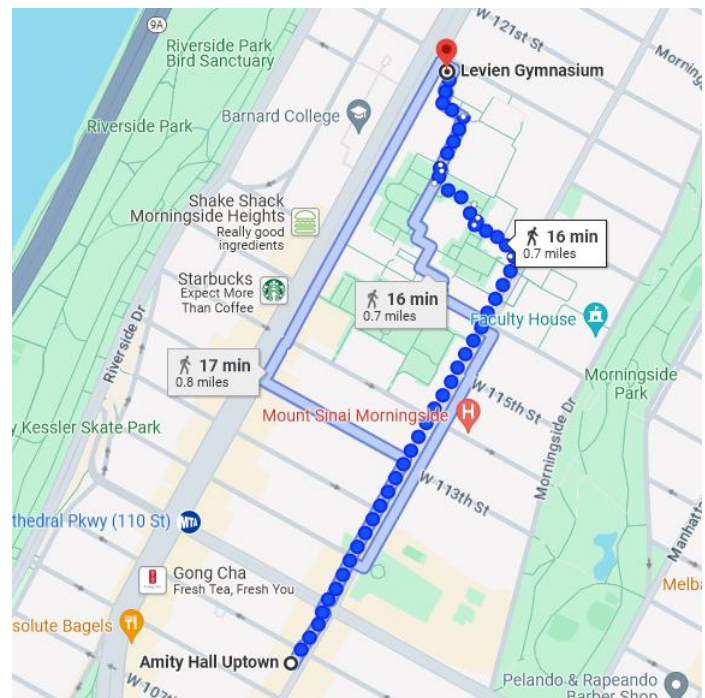 9A
Riverside Park
Bird Sanctuary
W 121st St
Levien Gymnasium
Morning
Barnard College
Riverside Park
Shake Shack
Morningside Heights
Really good
ingredients
16 min
0.7 miles
Starbucks
Expect More
Than Coffee
16 min
0.7 miles
Faculty House
Riverside Dr
17 min
0.8 miles
Morningside
Park
W 115th St
y Kessler Skate Park
Mount Sinai Morningside
H
Morningside Dr
W 113th St
thedral Pkwy (110 St)
MTA
Manhatta
Gong Cha
Fresh Tea, Fresh You
Melba
solute Bagels
Amity Hall Uptown
W 107th
Pelando & Rapeando
Barber Shop